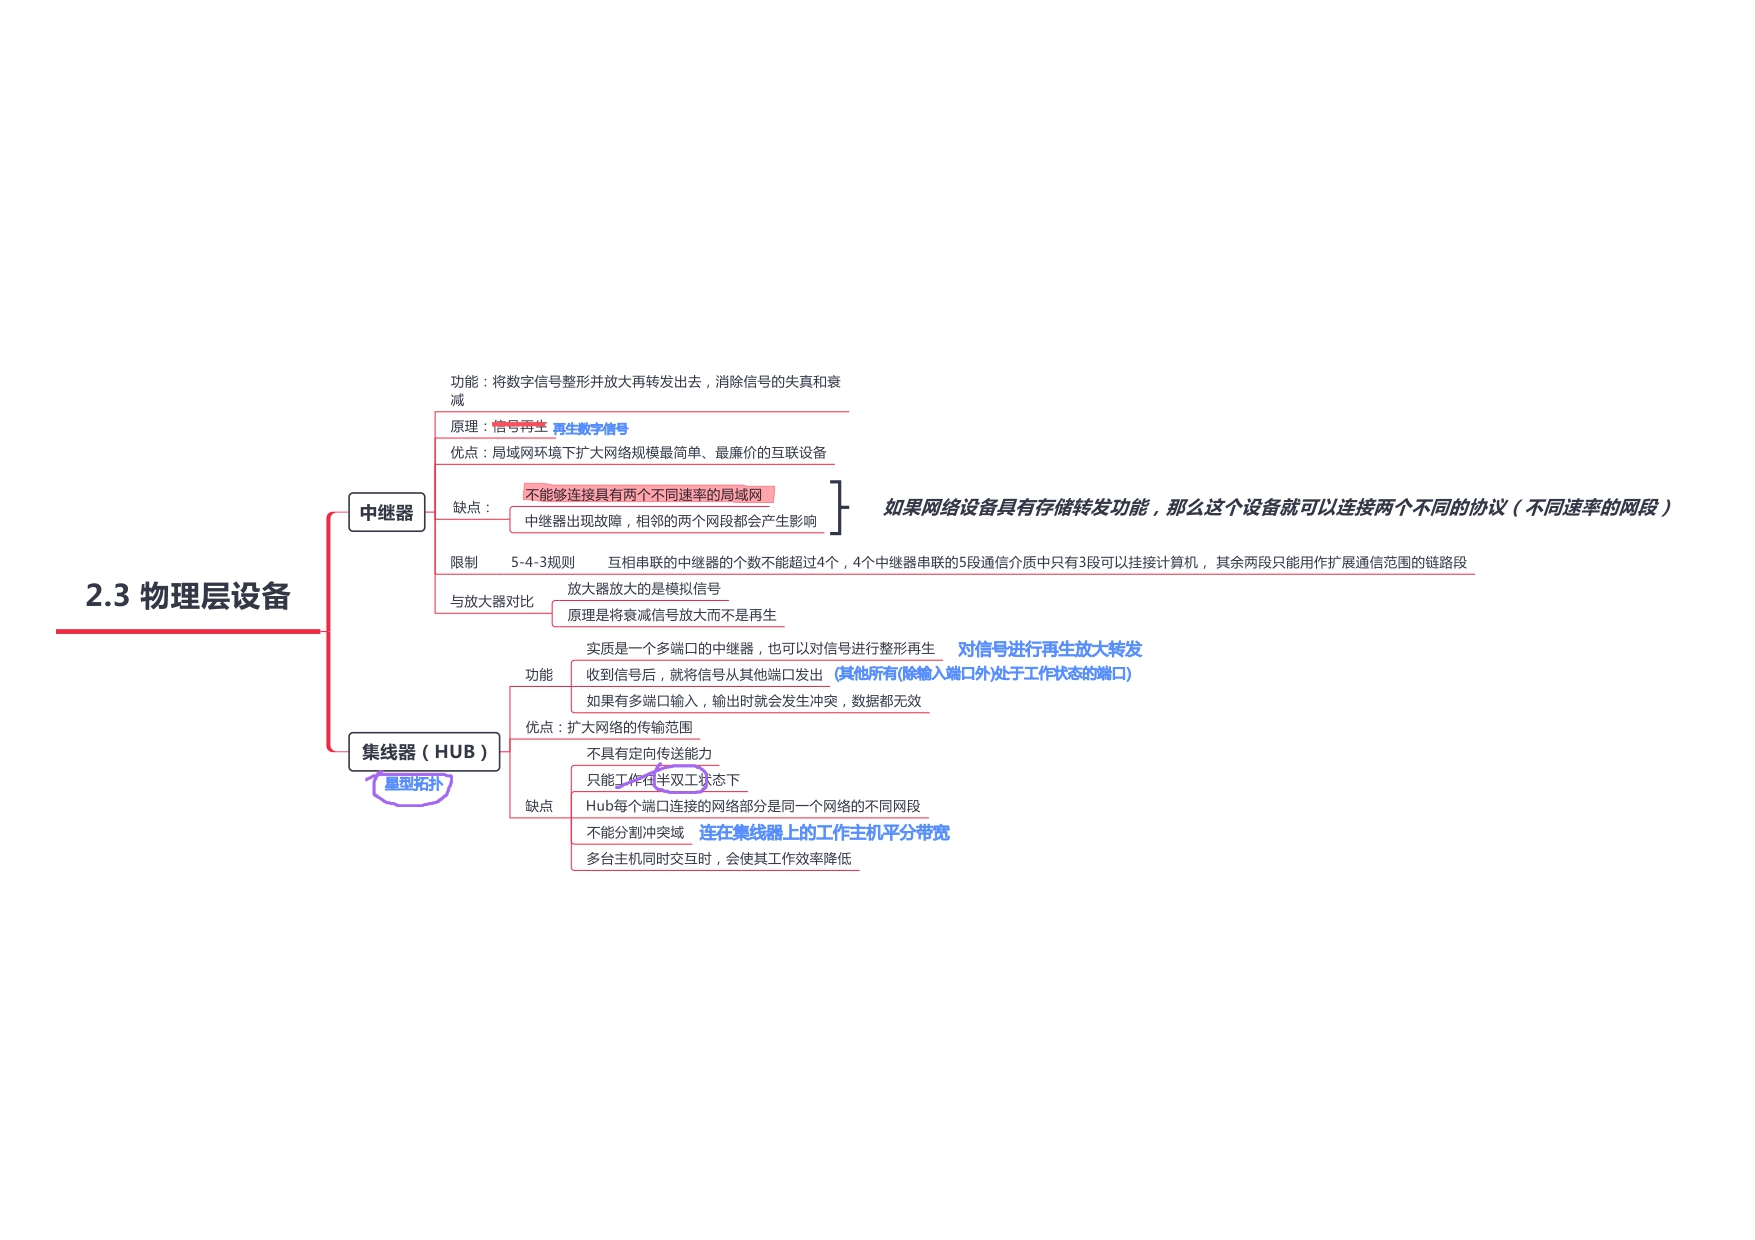 2.3 物理层设备
中继器
功能：将数字信号整形并放大再转发出去，消除信号的失真和衰
减
原理：信号再生 再生数字信号
优点：局域网环境下扩大网络规模最简单、最廉价的互联设备
缺点：
不能够连接具有两个不同速率的局域网
中继器出现故障，相邻的两个网段都会产生影响
如果网络设备具有存储转发功能，那么这个设备就可以连接两个不同的协议（不同速率的网段）
限制 5-4-3规则 互相串联的中继器的个数不能超过4个，4个中继器串联的5段通信介质中只有3段可以挂接计算机， 其余两段只能用作扩展通信范围的链路段
与放大器对比
放大器放大的是模拟信号
原理是将衰减信号放大而不是再生
集线器（HUB）
星型拓扑
功能
实质是一个多端口的中继器，也可以对信号进行整形再生 对信号进行再生放大转发
收到信号后，就将信号从其他端口发出 (其他所有(除输入端口外)处于工作状态的端口)
如果有多端口输入，输出时就会发生冲突，数据都无效
优点：扩大网络的传输范围
缺点
不具有定向传送能力
只能工作在半双工状态下
Hub每个端口连接的网络部分是同一个网络的不同网段
不能分割冲突域 连在集线器上的工作主机平分带宽
多台主机同时交互时，会使其工作效率降低